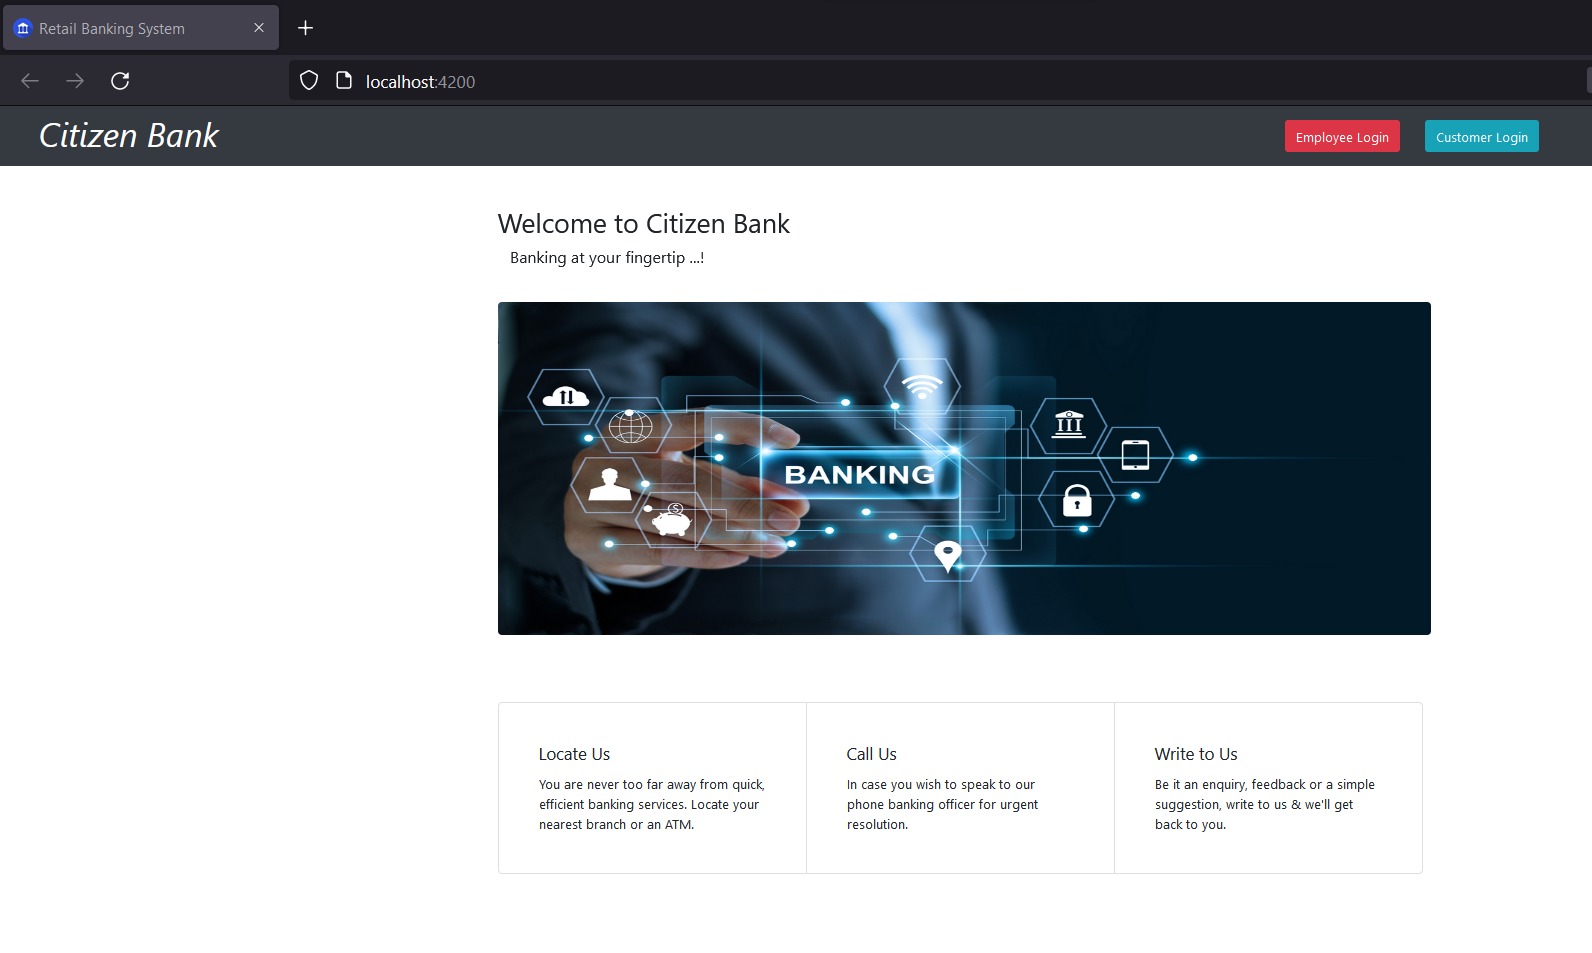 Retail Banking System
localhost:4200
Citizen Bank
Employee Login
Customer Login
Welcome to Citizen Bank
Banking at your fingertip ...!
BANKING
$
Locate Us
You are never too far away from quick,
efficient banking services. Locate your
nearest branch or an ATM.
Call Us
In case you wish to speak to our
phone banking officer for urgent
resolution.
Write to Us
Be it an enquiry, feedback or a simple
suggestion, write to us & we'll get
back to you.